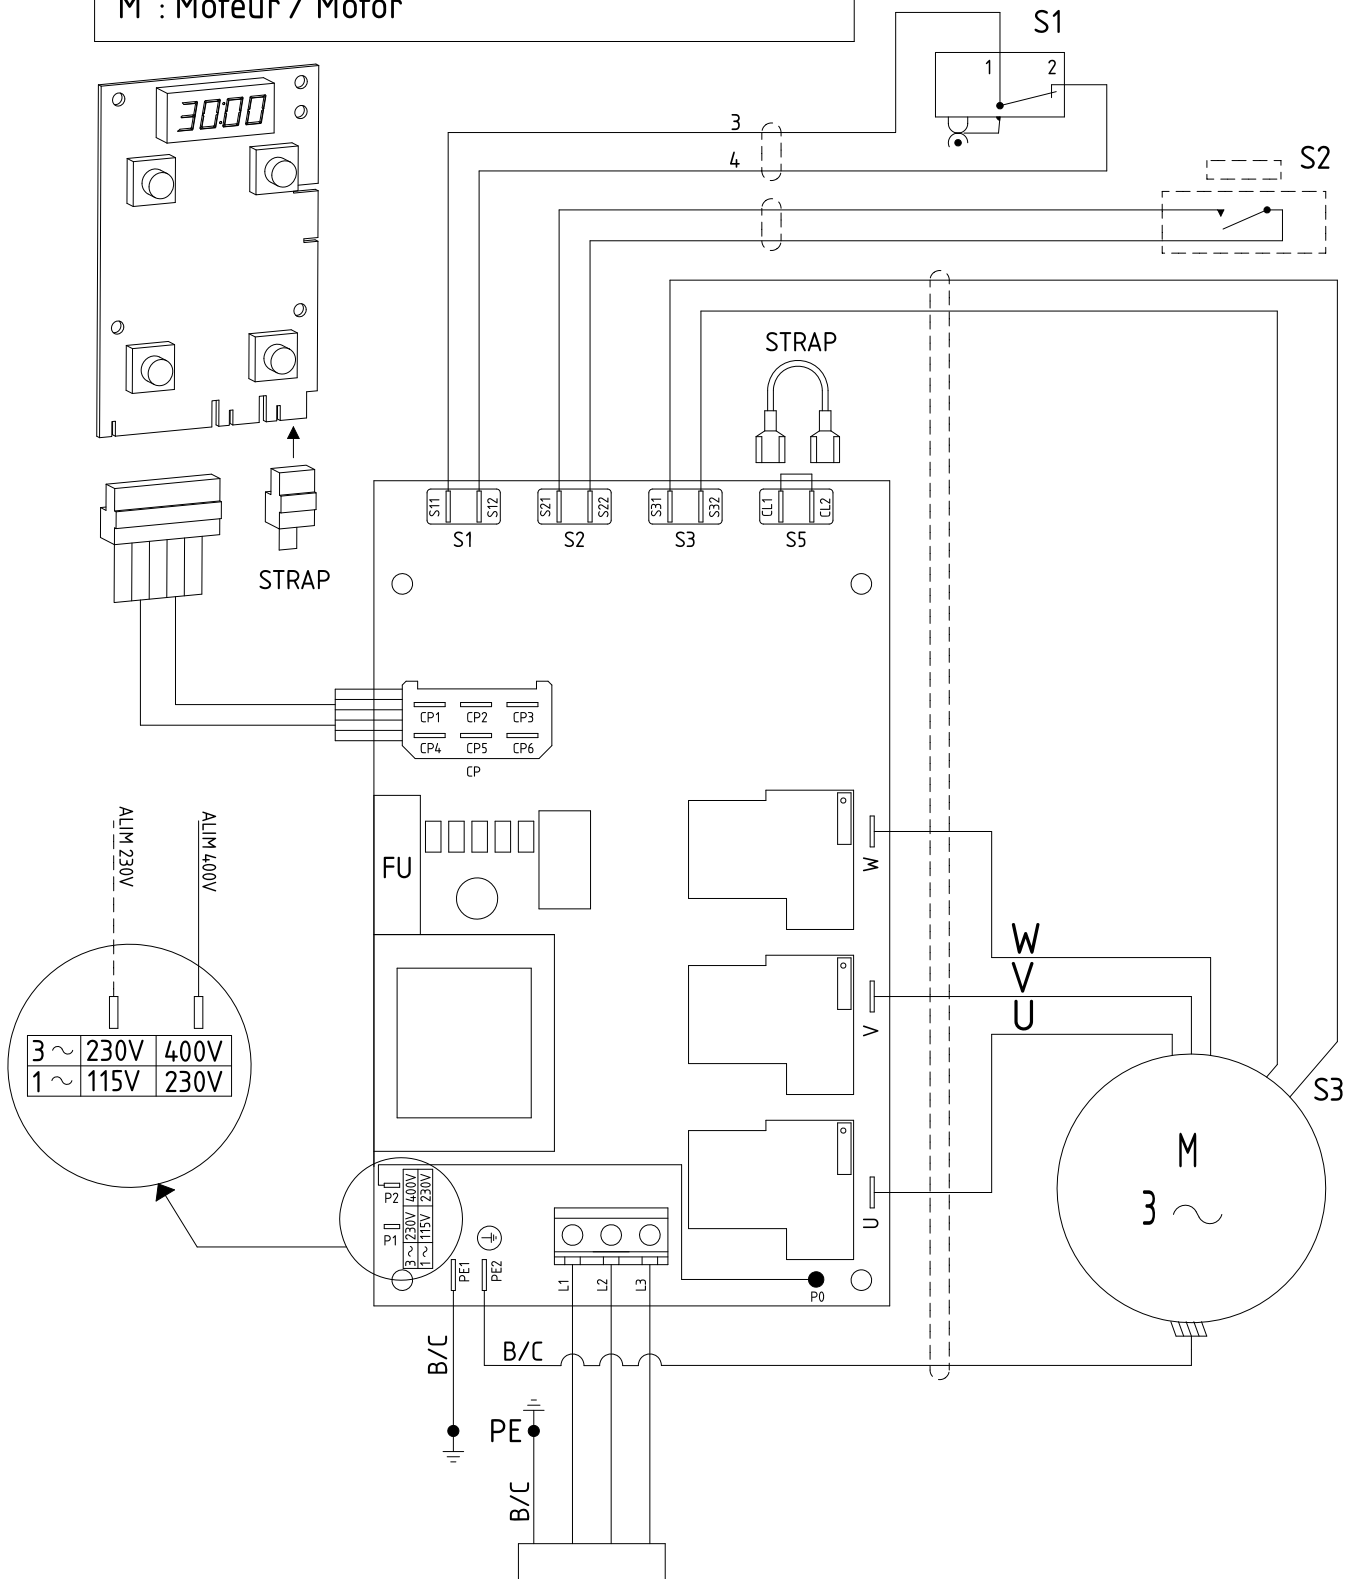 M : Moteur / Motor
S1
1 2
30:00
3
4
S2
STRAP
S11 S12
S21 S22
S31 S32
CL1 CL2
S1 S2 S3 S5
STRAP
CP1 CP2 CP3
CP4 CP5 CP6
CP
ALIM 230V
ALIM 400V
FU
W
V
U
W
V
U
3 ~ 230V 400V
1 ~ 115V 230V
S3
M
3 ~
P2
P1
3 ~ 230V 400V
1 ~ 115V 230V
PE1
PE2
L1
L2
L3
P0
B/C
B/C
PE
B/C